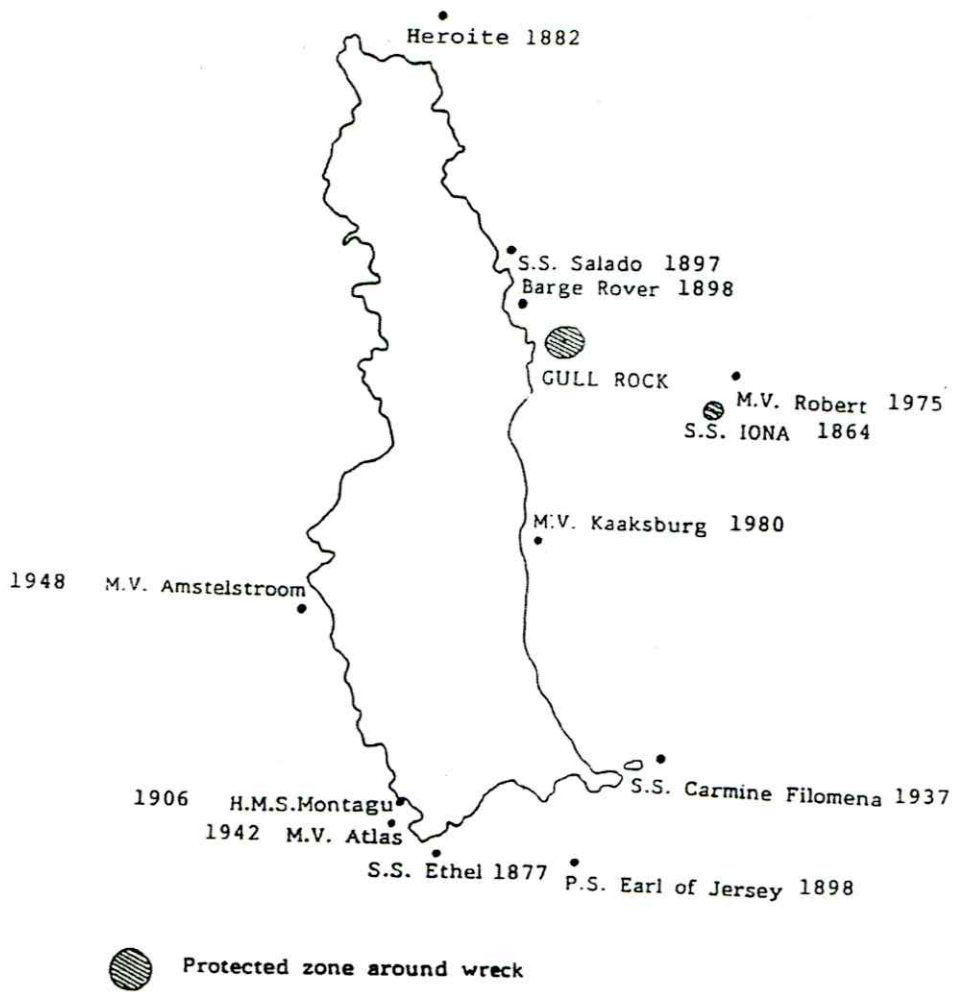 Heroite 1882
S.S. Salado 1897
Barge Rover 1898
GULL ROCK
M.V. Robert 1975
S.S. IONA 1864
M.V. Kaaksburg 1980
1948 M.V. Amstelstroom
S.S. Carmine Filomena 1937
1906 H.M.S.Montagu
1942 M.V. Atlas
S.S. Ethel 1877
P.S. Earl of Jersey 1898
Protected zone around wreck